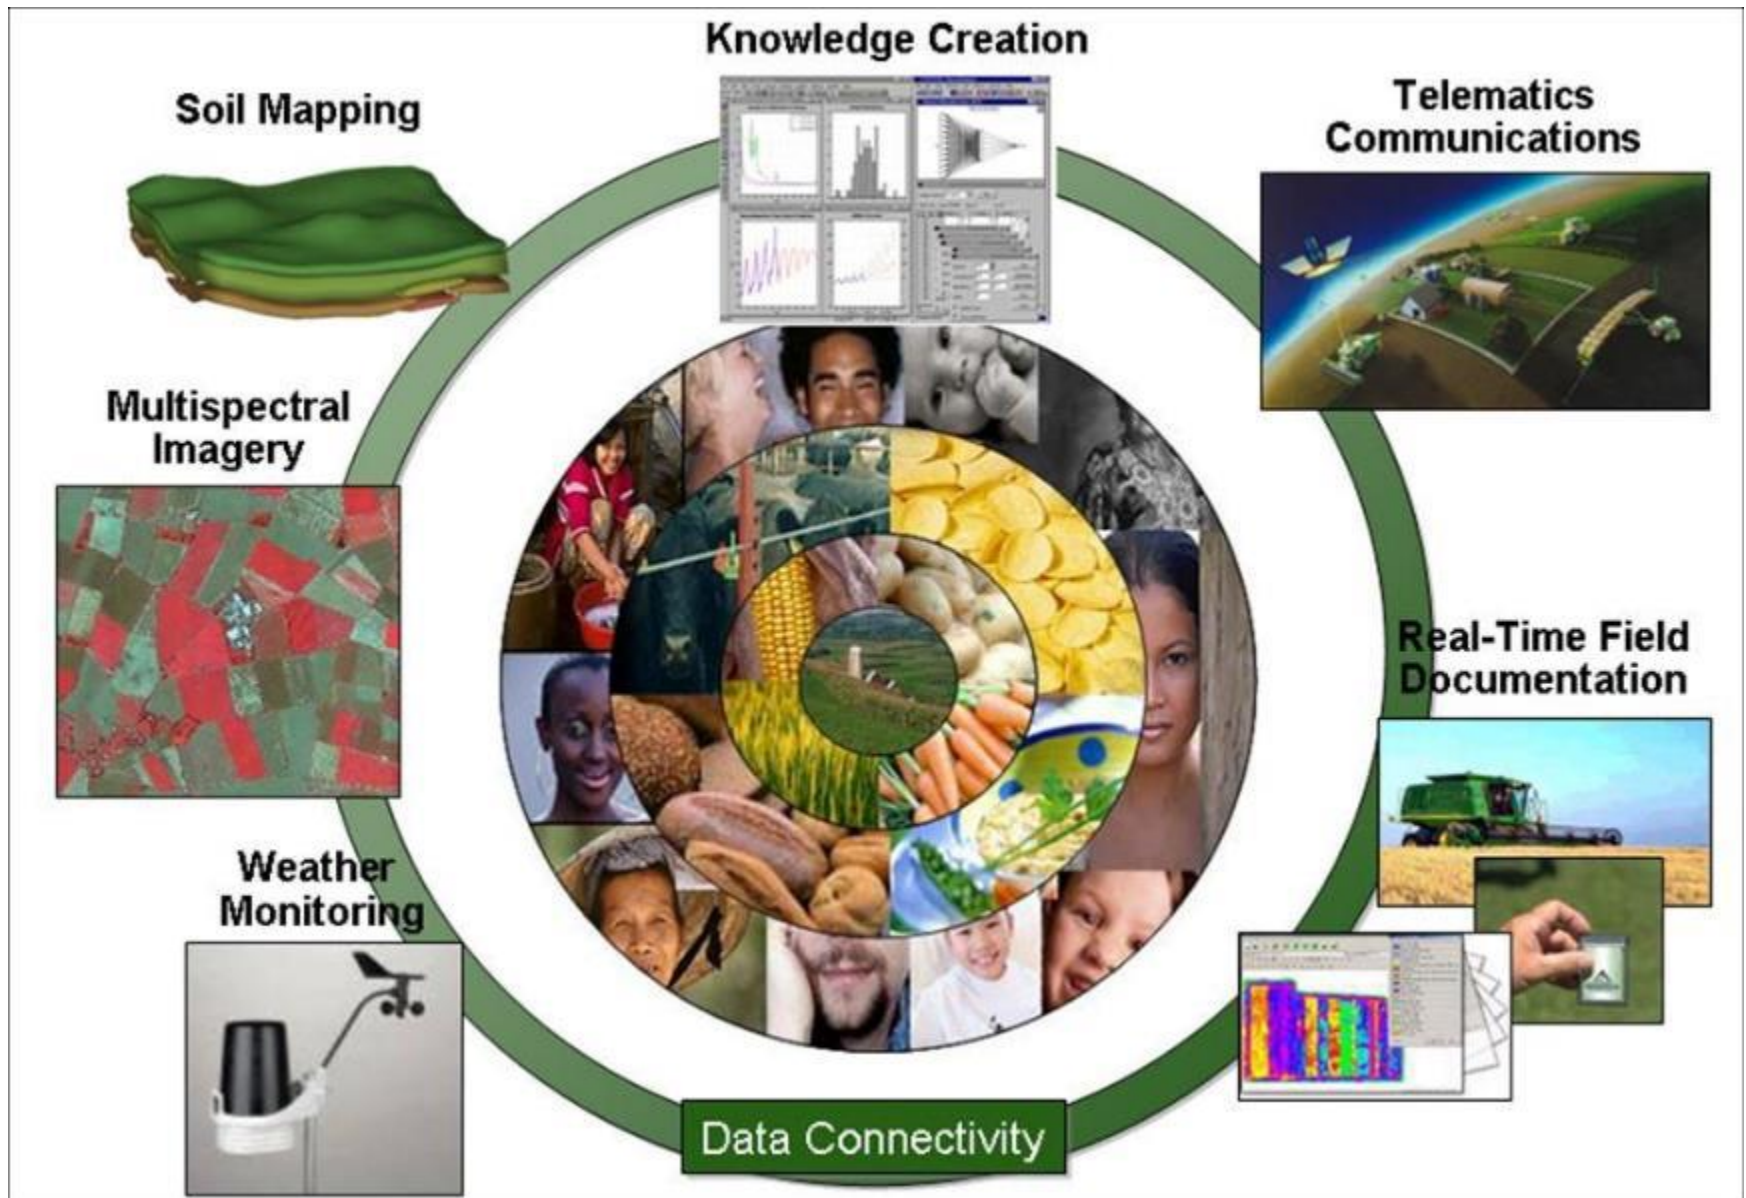 Knowledge Creation
Soil Mapping
Telematics
Communications
Multispectral
Imagery
Real-Time Field
Documentation
Weather
Monitoring
Data Connectivity